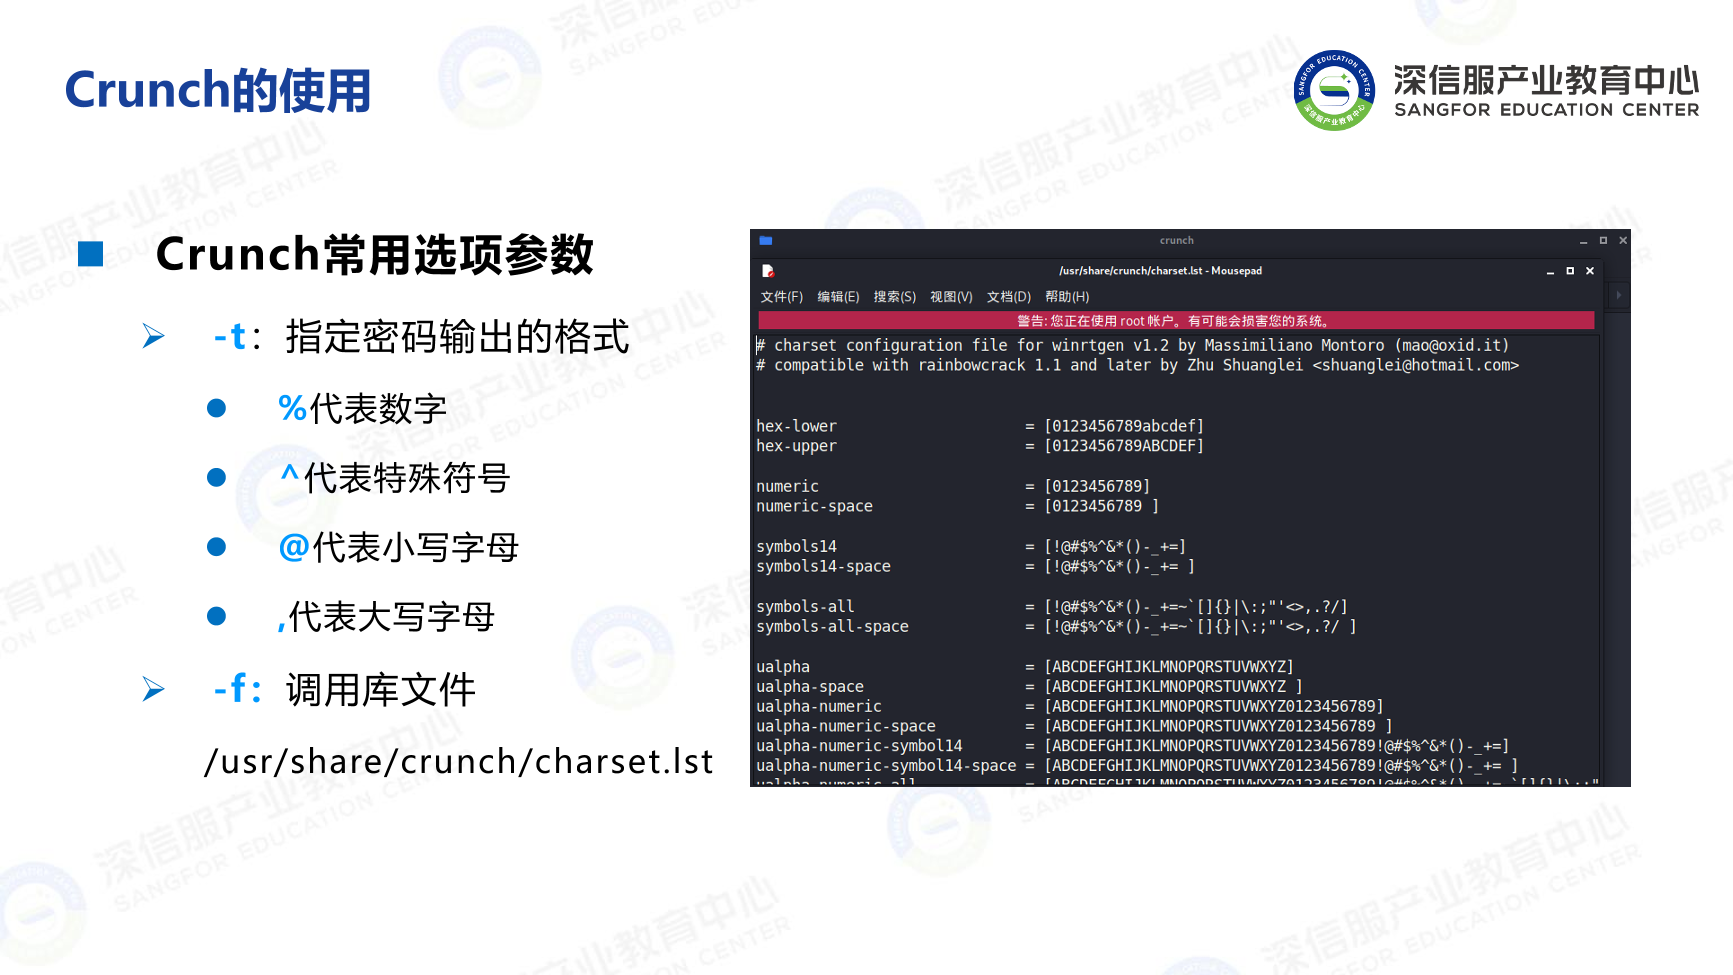 Crunch的使用
深信服产业教育中心
SANGFOR EDUCATION CENTER
Crunch常用选项参数
-t：指定密码输出的格式
%代表数字
^代表特殊符号
@代表小写字母
,代表大写字母
-f：调用库文件
/usr/share/crunch/charset.lst
crunch
/usr/share/crunch/charset.lst - Mousepad
文件(F) 编辑(E) 搜索(S) 视图(V) 文档(D) 帮助(H)
警告: 您正在使用 root 帐户。有可能会损害您的系统。
# charset configuration file for winrtgen v1.2 by Massimiliano Montoro (mao@oxid.it)
# compatible with rainbowcrack 1.1 and later by Zhu Shuanglei <shuanglei@hotmail.com>
hex-lower = [0123456789abcdef]
hex-upper = [0123456789ABCDEF]
numeric = [0123456789]
numeric-space = [0123456789 ]
symbols14 = [!@#$%^&*()-_+=]
symbols14-space = [!@#$%^&*()-_+= ]
symbols-all = [!@#$%^&*()-_+=~`[]{}|\:;"'<>,.?/]
symbols-all-space = [!@#$%^&*()-_+=~`[]{}|\:;"'<>,.?/ ]
ualpha = [ABCDEFGHIJKLMNOPQRSTUVWXYZ]
ualpha-space = [ABCDEFGHIJKLMNOPQRSTUVWXYZ ]
ualpha-numeric = [ABCDEFGHIJKLMNOPQRSTUVWXYZ0123456789]
ualpha-numeric-space = [ABCDEFGHIJKLMNOPQRSTUVWXYZ0123456789 ]
ualpha-numeric-symbol14 = [ABCDEFGHIJKLMNOPQRSTUVWXYZ0123456789!@#$%^&*()-_+=]
ualpha-numeric-symbol14-space = [ABCDEFGHIJKLMNOPQRSTUVWXYZ0123456789!@#$%^&*()-_+= ]